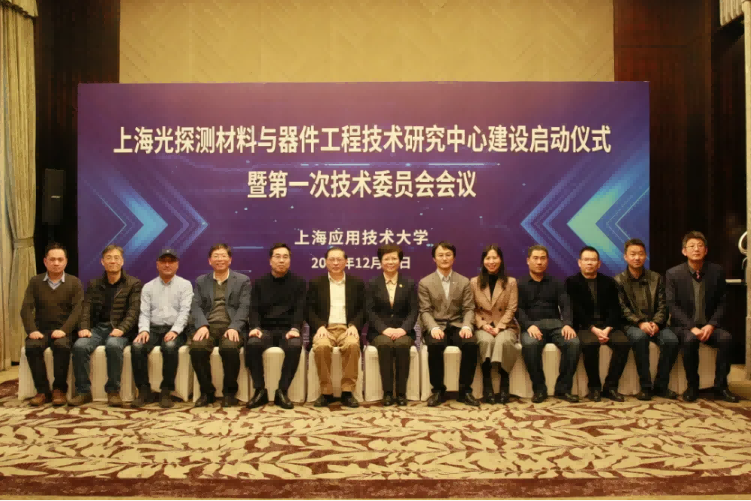 上海光探测材料与器件工程技术研究中心建设启动仪式
暨第一次技术委员会会议
上海应用技术大学
12月
日